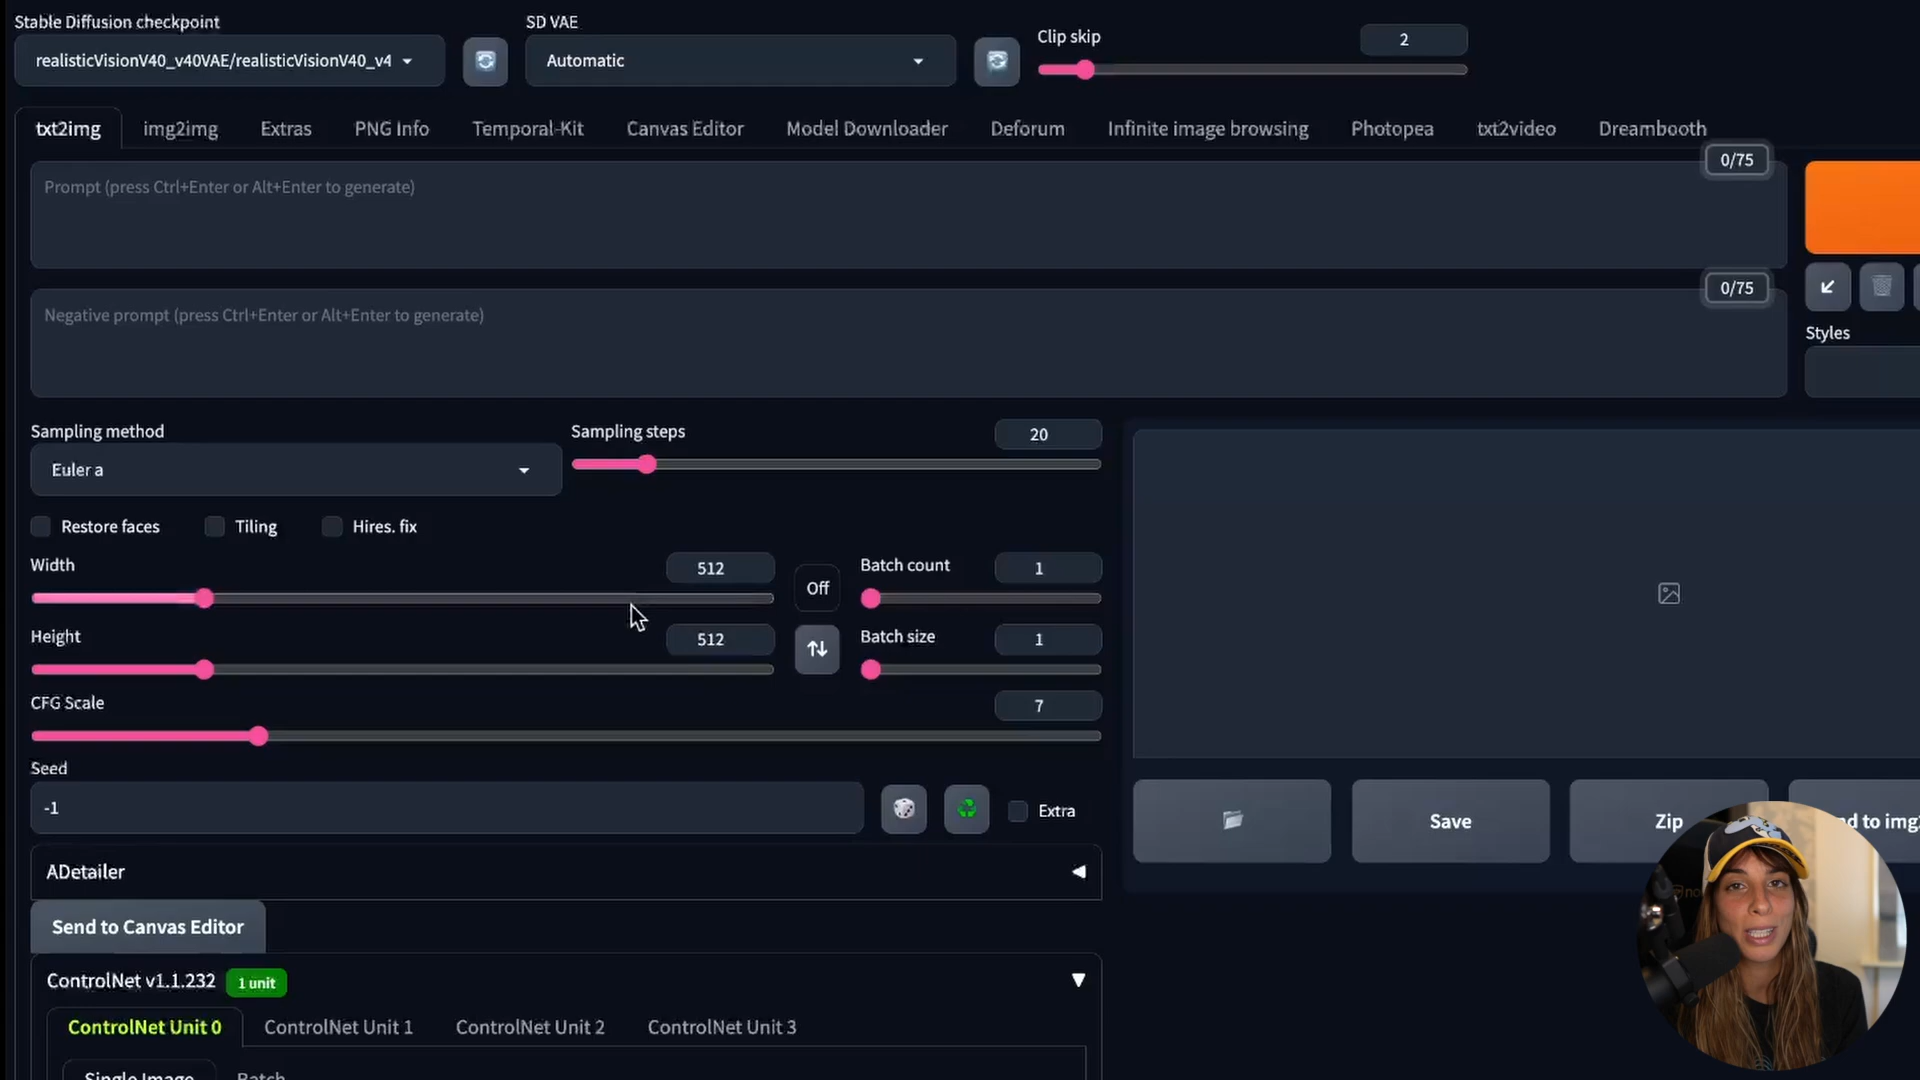 Stable Diffusion checkpoint
SD VAE
Clip skip
2
realisticVisionV40_v40VAE/realisticVisionV40_v4
Automatic
txt2img
img2img
Extras
PNG Info
Temporal-Kit
Canvas Editor
Model Downloader
Deforum
Infinite image browsing
Photopea
txt2video
Dreambooth
0/75
Prompt (press Ctrl+Enter or Alt+Enter to generate)
0/75
Negative prompt (press Ctrl+Enter or Alt+Enter to generate)
Styles
Sampling method
Euler a
Sampling steps
20
Restore faces
Tiling
Hires. fix
Width
512
Off
Batch count
1
Height
512
Batch size
1
CFG Scale
7
Seed
-1
Extra
Save
Zip
nd to img
ADetailer
Send to Canvas Editor
ControlNet v1.1.232
1 unit
ControlNet Unit 0
ControlNet Unit 1
ControlNet Unit 2
ControlNet Unit 3
Single Image
Batch